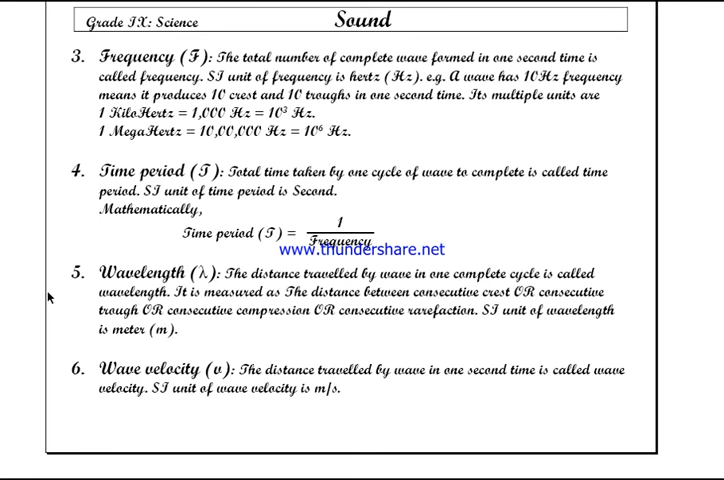 Grade IX: Science
Sound
3. Frequency (F): The total number of complete wave formed in one second time is
called frequency. SI unit of frequency is hertz (Hz). e.g. A wave has 10Hz frequency
means it produces 10 crest and 10 troughs in one second time. Its multiple units are
1 KiloHertz = 1,000 Hz = 10³ Hz.
1 MegaHertz = 10,00,000 Hz = 10⁶ Hz.
4. Time period (T): Total time taken by one cycle of wave to complete is called time
period. SI unit of time period is Second.
Mathematically,
1
Time period (T) =
Frequency
www.thundershare.net
5. Wavelength (λ): The distance travelled by wave in one complete cycle is called
wavelength. It is measured as The distance between consecutive crest OR consecutive
trough OR consecutive compression OR consecutive rarefaction. SI unit of wavelength
is meter (m).
6. Wave velocity (v): The distance travelled by wave in one second time is called wave
velocity. SI unit of wave velocity is m/s.